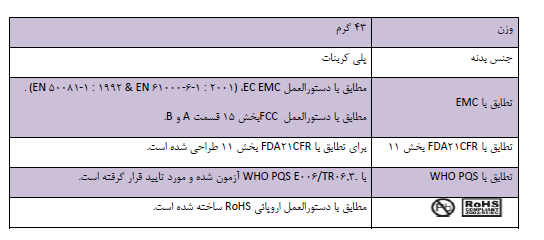 وزن ۴۳ گرم
جنس بدنه پلی کربنات
تطابق با EMC مطابق با دستورالعمل EC EMC، (EN ۵۰۰۸۱-۱ : ۱۹۹۲ & EN ۶۱۰۰۰-۶-۱ : ۲۰۰۱) .
مطابق با دستورالعمل FCCبخش ۱۵ قسمت A و B.
تطابق با FDA۲۱CFR بخش ۱۱ برای تطابق با FDA۲۱CFR بخش ۱۱ طراحی شده است.
تطابق با WHO PQS با WHO PQS E۰۰۶/TR۰۶.۳. آزمون شده و مورد تایید قرار گرفته است.
Pb RoHS مطابق با دستورالعمل اروپائی RoHS ساخته شده است.
COMPLIANT
2002/95/EC